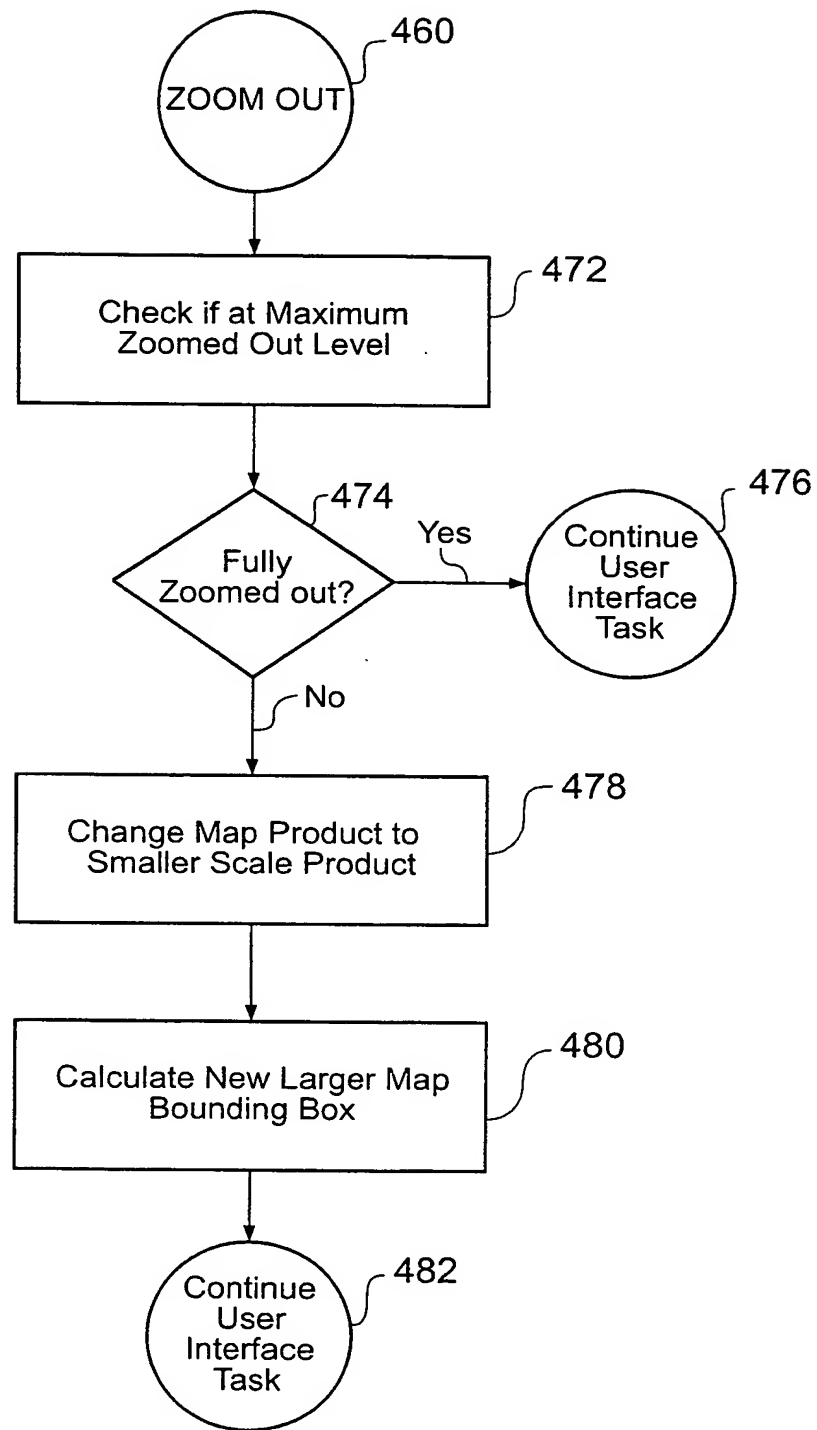 460
ZOOM OUT
472
Check if at Maximum
Zoomed Out Level
474
Fully
Zoomed out?
Yes
476
Continue
User
Interface
Task
No
478
Change Map Product to
Smaller Scale Product
480
Calculate New Larger Map
Bounding Box
482
Continue
User
Interface
Task